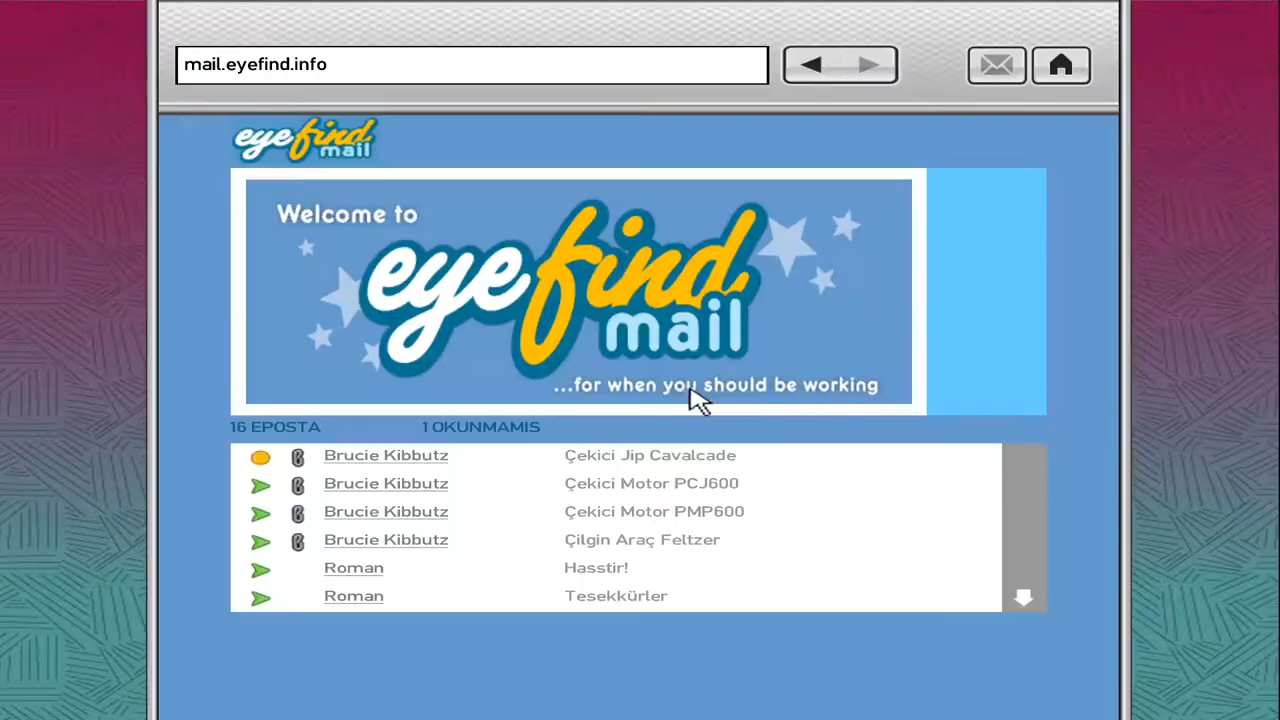 mail.eyefind.info
eyefind mail
Welcome to
eyefind mail
...for when you should be working
16 EPOSTA 1 OKUNMAMIS
Brucie Kibbutz Çekici Jip Cavalcade
Brucie Kibbutz Çekici Motor PCJ600
Brucie Kibbutz Çekici Motor PMP600
Brucie Kibbutz Çilgin Araç Feltzer
Roman Hasstir!
Roman Tesekkürler